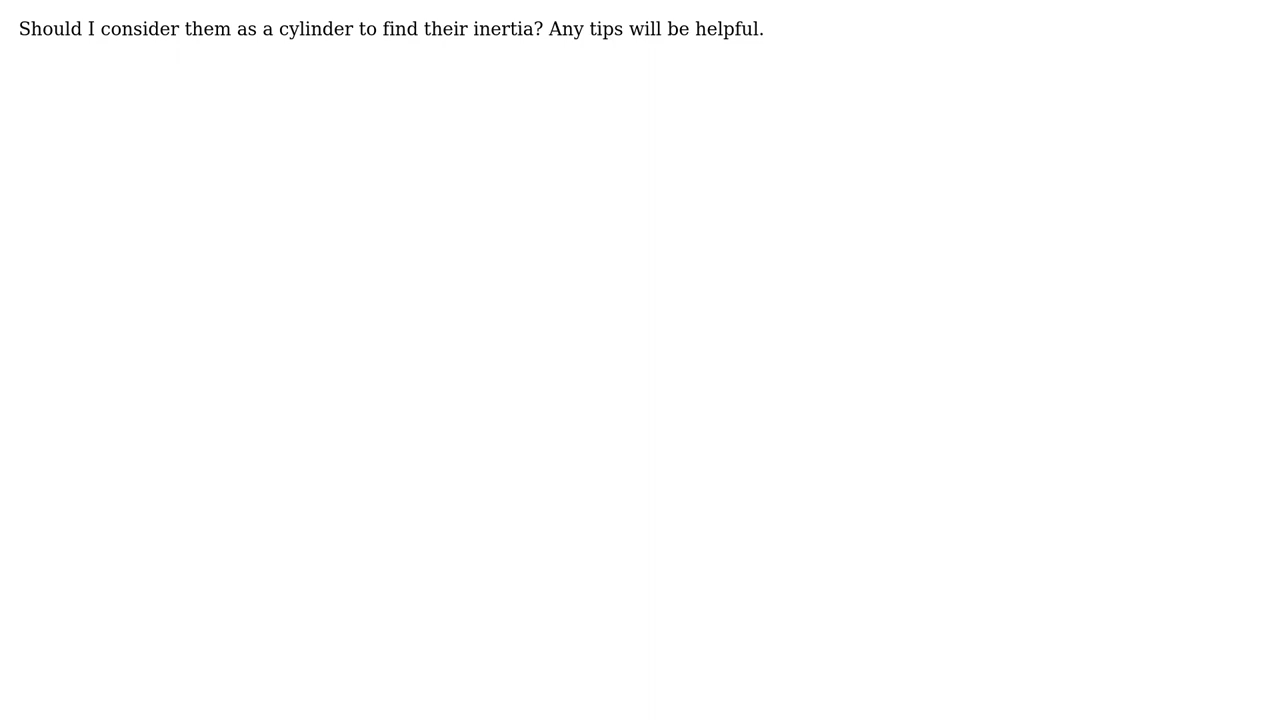 Should I consider them as a cylinder to find their inertia? Any tips will be helpful.